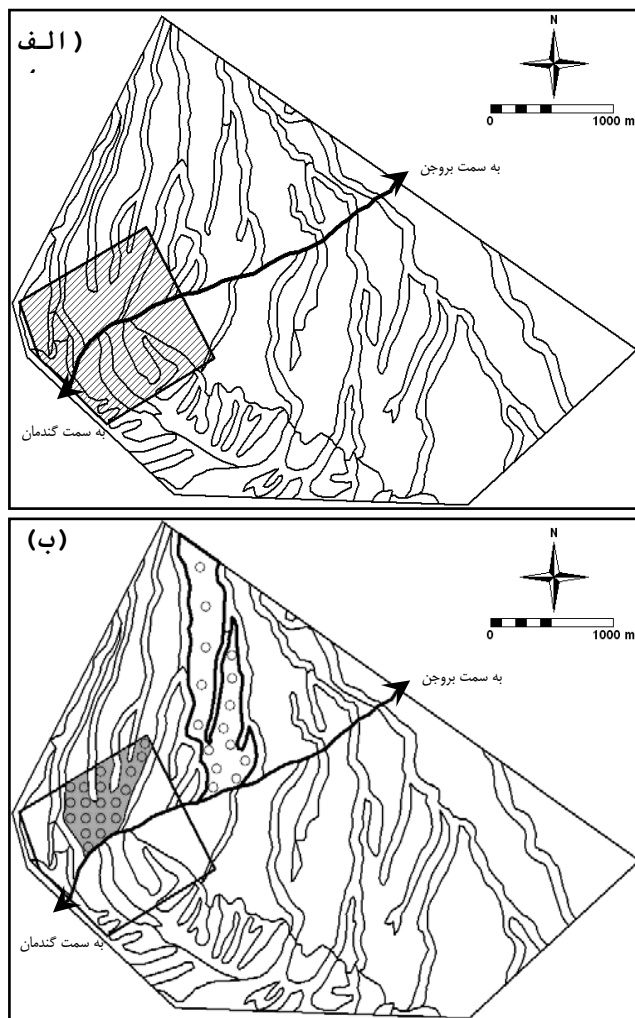 (الف
N
0 1000 m
به سمت بروجن
به سمت گندمان
(ب)
N
0 1000 m
به سمت بروجن
به سمت گندمان